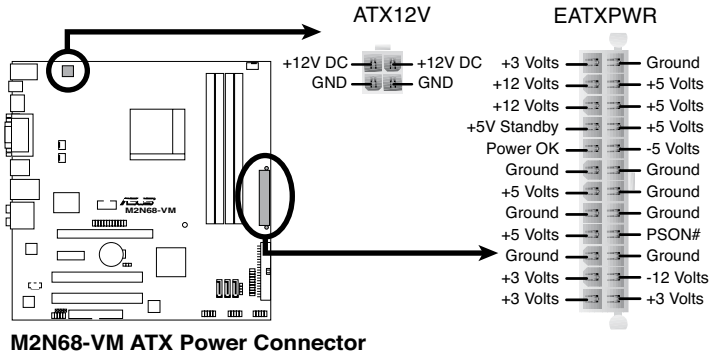 ATX12V
EATXPWR
+12V DC +12V DC
GND GND
+3 Volts Ground
+12 Volts +5 Volts
+12 Volts +5 Volts
+5V Standby +5 Volts
Power OK -5 Volts
Ground Ground
+5 Volts Ground
Ground Ground
+5 Volts PSON#
Ground Ground
+3 Volts -12 Volts
+3 Volts +3 Volts
ASUS
M2N68-VM
M2N68-VM ATX Power Connector